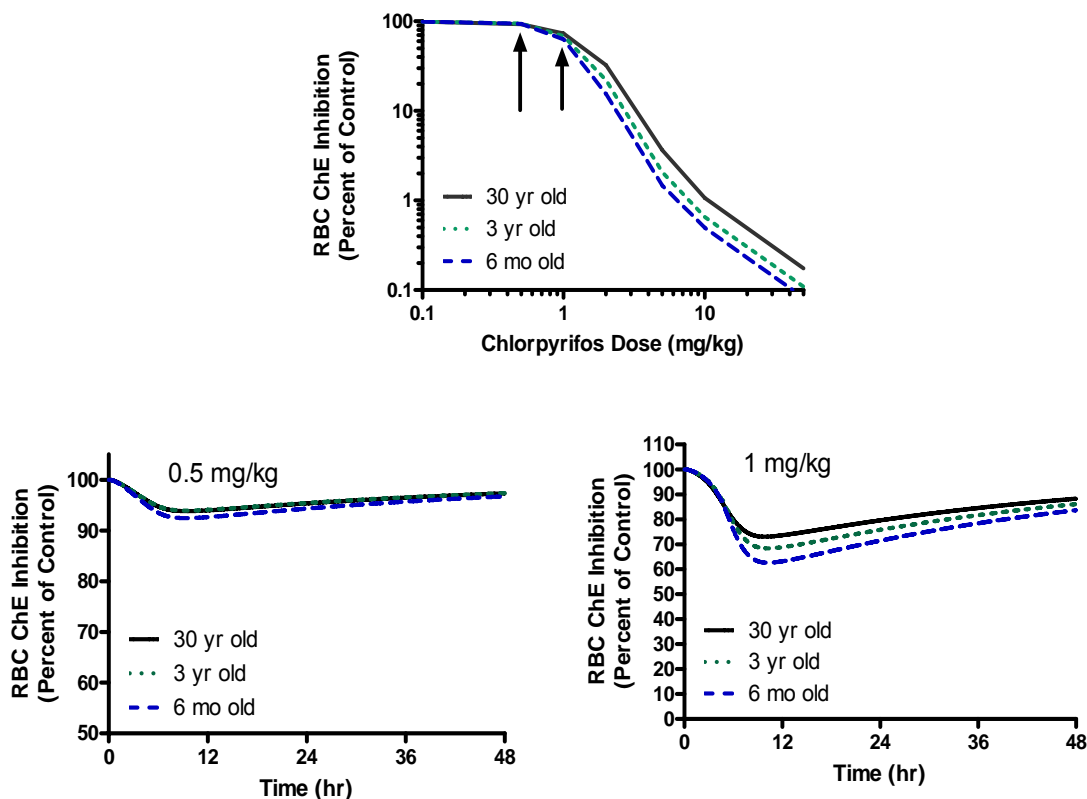 RBC ChE Inhibition
(Percent of Control)
100
10
1
0.1
30 yr old
3 yr old
6 mo old
0.1
1
10
Chlorpyrifos Dose (mg/kg)
RBC ChE Inhibition
(Percent of Control)
0.5 mg/kg
100
90
80
70
60
50
30 yr old
3 yr old
6 mo old
0
12
24
36
48
Time (hr)
RBC ChE Inhibition
(Percent of Control)
1 mg/kg
110
100
90
80
70
60
50
40
30
20
10
0
30 yr old
3 yr old
6 mo old
0
12
24
36
48
Time (hr)